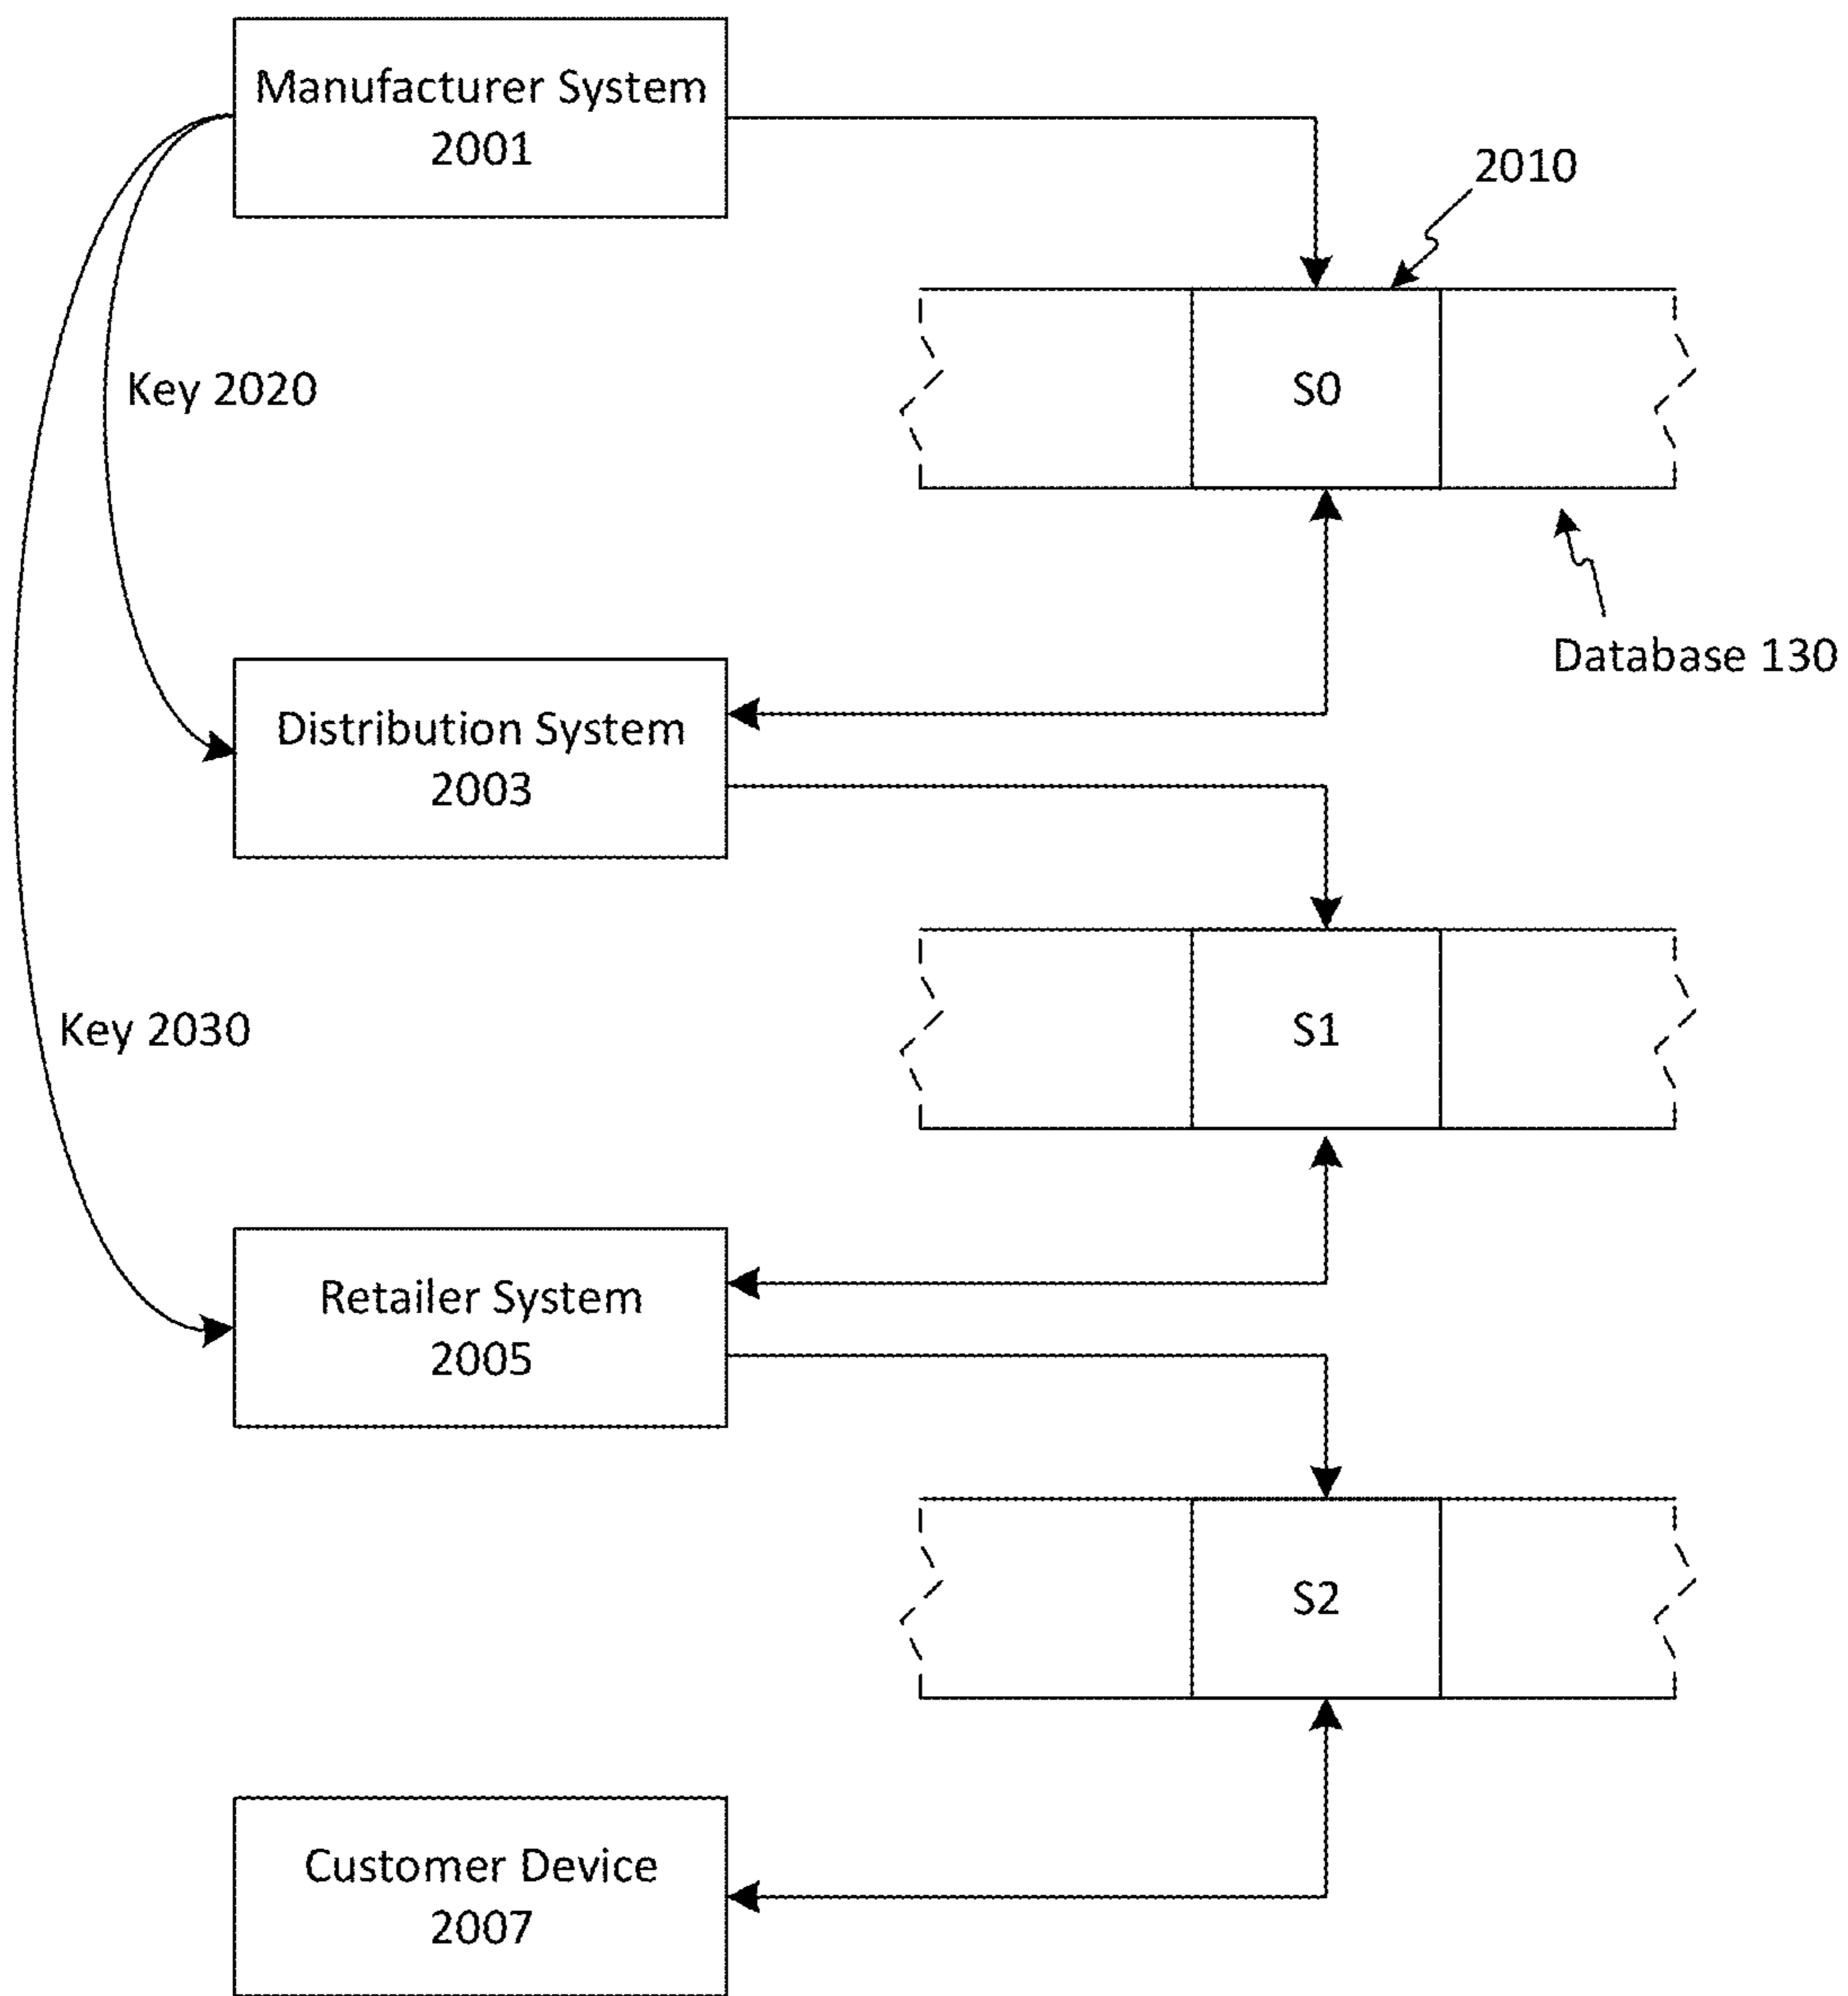 Manufacturer System
2001
2010
Key 2020
S0
Database 130
Distribution System
2003
Key 2030
S1
Retailer System
2005
S2
Customer Device
2007